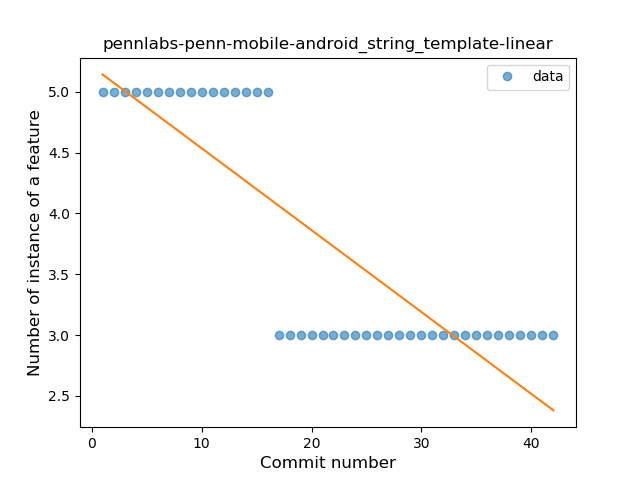 pennlabs-penn-mobile-android_string_template-linear
data
5.0
4.5
4.0
3.5
3.0
2.5
Number of instance of a feature
0 10 20 30 40
Commit number